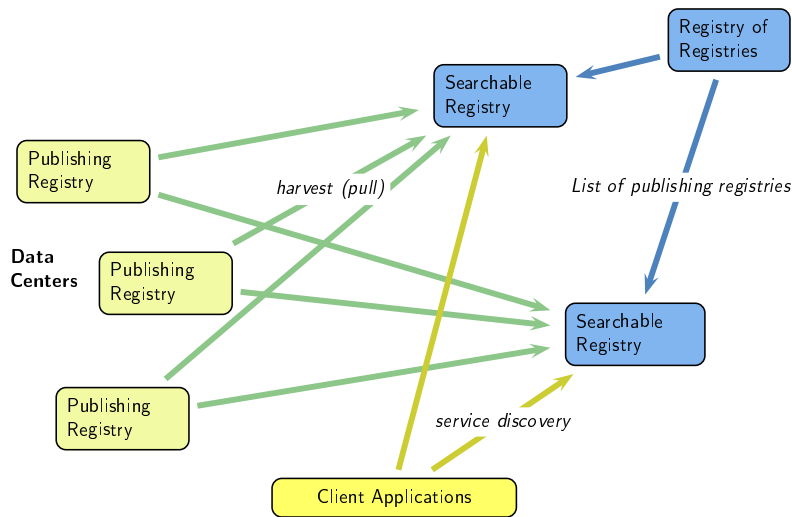 Registry of
Registries
Searchable
Registry
Publishing
Registry
harvest (pull)
List of publishing registries
Data
Centers
Publishing
Registry
Searchable
Registry
Publishing
Registry
service discovery
Client Applications